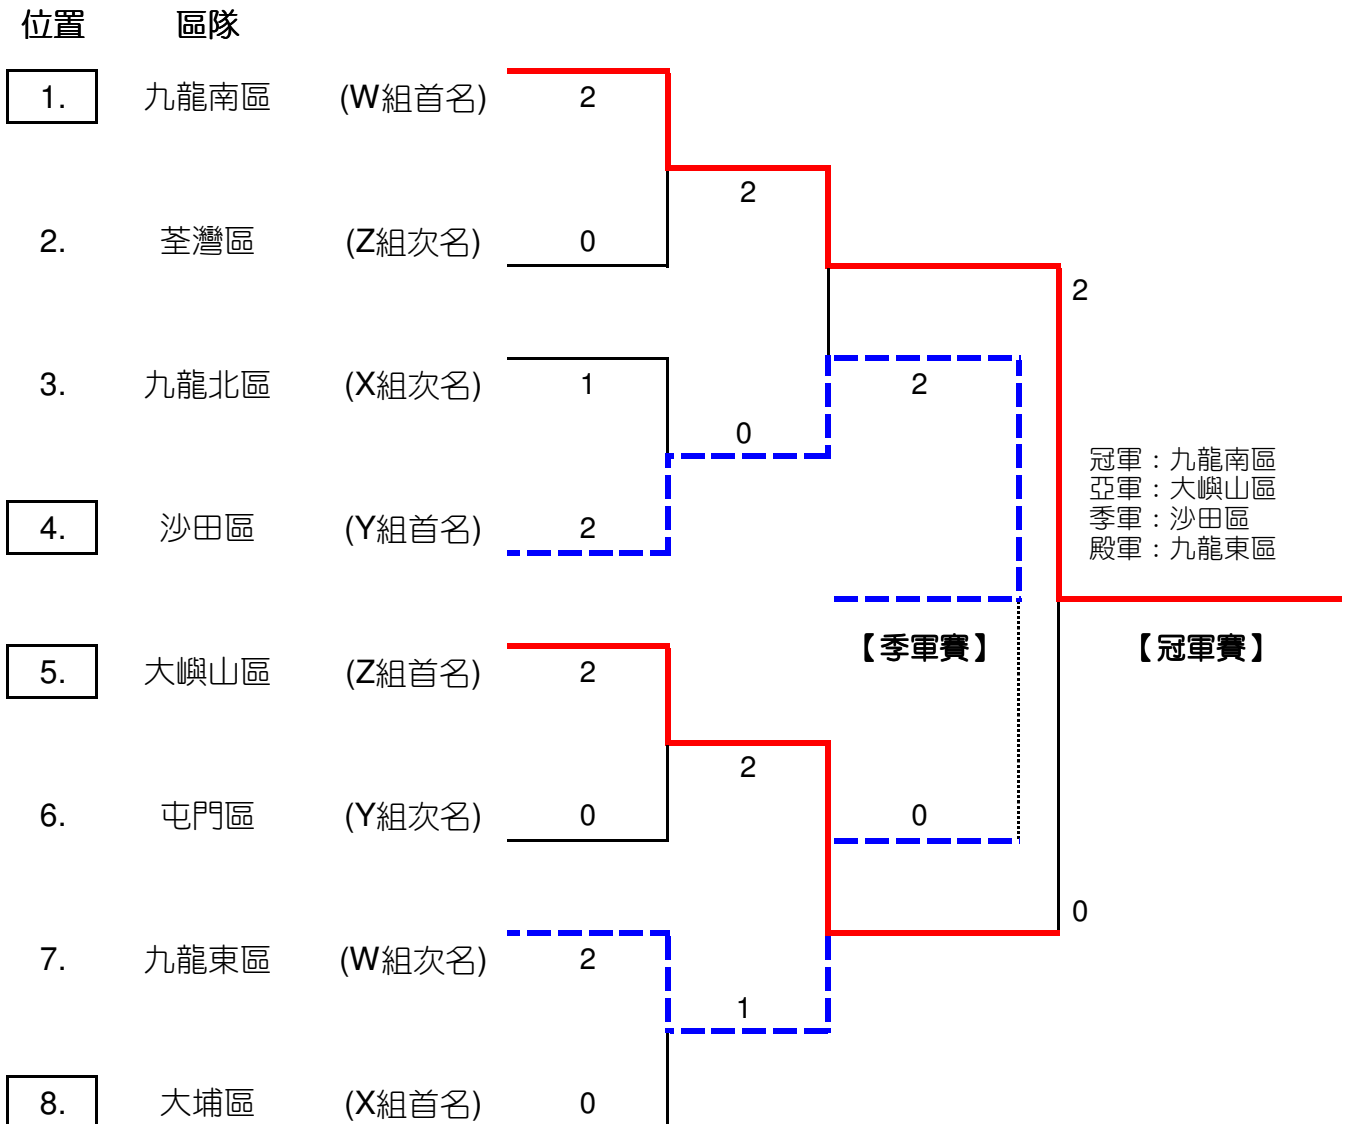 位置 區隊
1. 九龍南區 (W組首名) 2
2
2. 荃灣區 (Z組次名) 0
2
3. 九龍北區 (X組次名) 1 2
0
冠軍：九龍南區
亞軍：大嶼山區
季軍：沙田區
殿軍：九龍東區
4. 沙田區 (Y組首名) 2
【季軍賽】 【冠軍賽】
5. 大嶼山區 (Z組首名) 2
2
6. 屯門區 (Y組次名) 0 0
0
7. 九龍東區 (W組次名) 2
1
8. 大埔區 (X組首名) 0